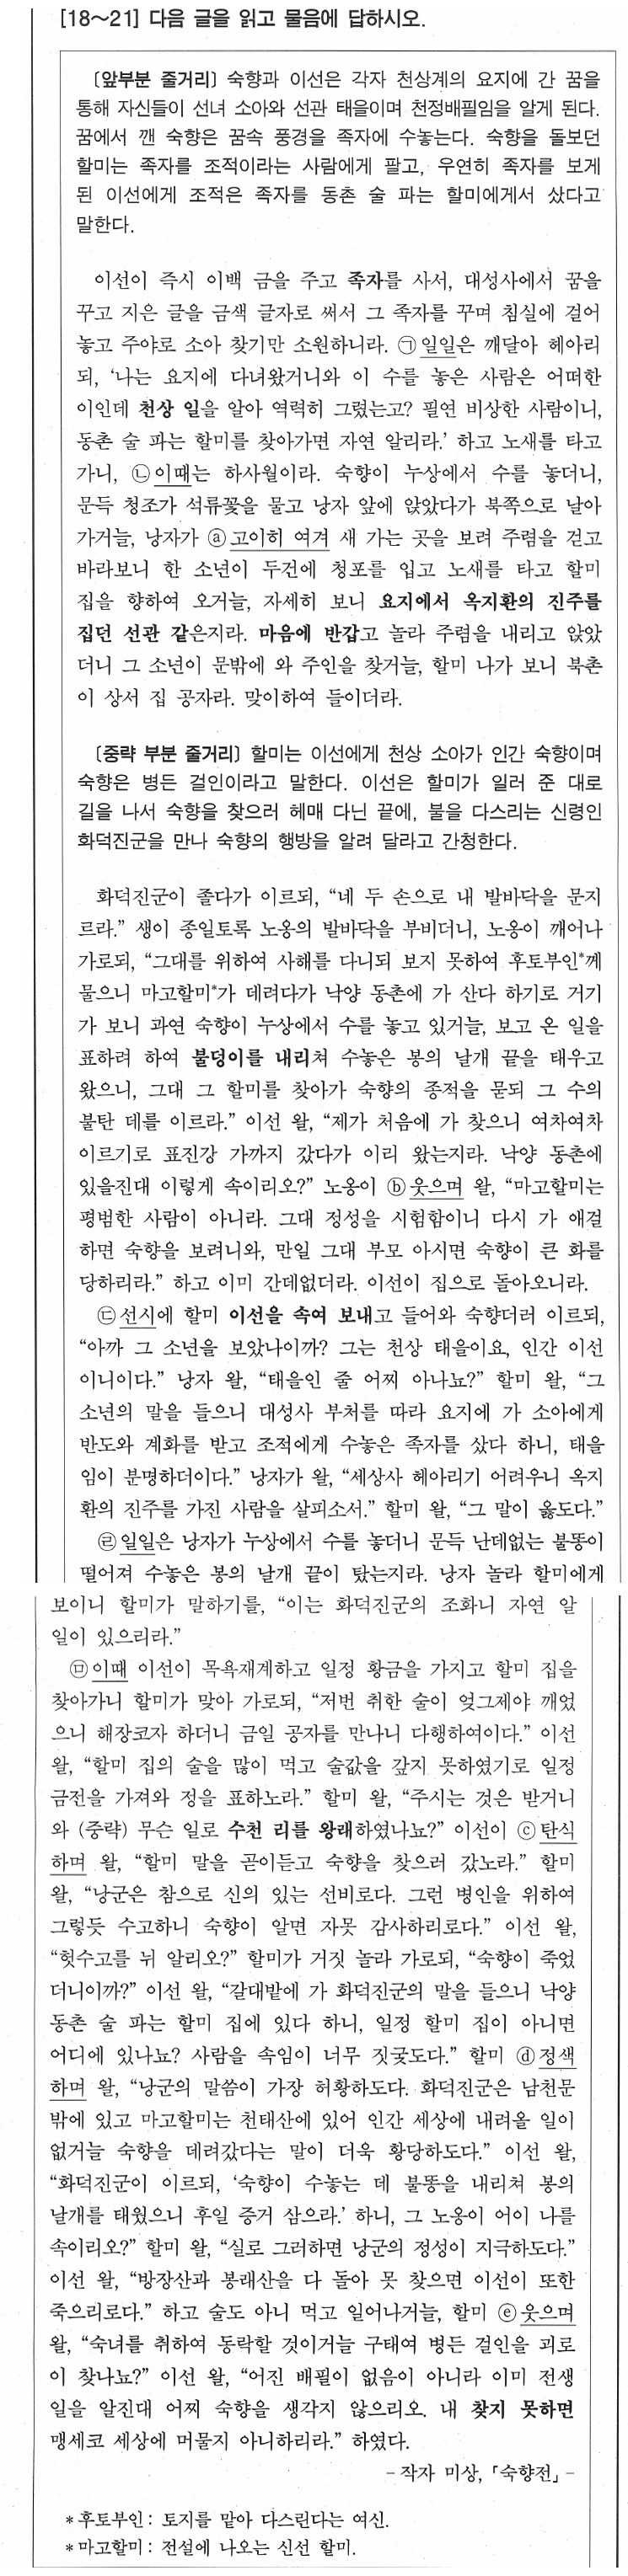 [18~21] 다음 글을 읽고 물음에 답하시오.
[앞부분 줄거리] 숙향과 이선은 각자 천상계의 요지에 간 꿈을
통해 자신들이 선녀 소아와 선관 태을이며 천정배필임을 알게 된다.
꿈에서 깬 숙향은 꿈속 풍경을 족자에 수놓는다. 숙향을 돌보던
할미는 족자를 조적이라는 사람에게 팔고, 우연히 족자를 보게
된 이선에게 조적은 족자를 동촌 술 파는 할미에게서 샀다고
말한다.
이선이 즉시 이백 금을 주고 족자를 사서, 대성사에서 꿈을
꾸고 지은 글을 금색 글자로 써서 그 족자를 꾸며 침실에 걸어
놓고 주야로 소아 찾기만 소원하니라. ㉠일일은 깨달아 헤아리
되, ‘나는 요지에 다녀왔거니와 이 수를 놓은 사람은 어떠한
이인데 천상 일을 알아 역력히 그렸는고? 필연 비상한 사람이니,
동촌 술 파는 할미를 찾아가면 자연 알리라.’ 하고 노새를 타고
가니, ㉡이때는 하사월이라. 숙향이 누상에서 수를 놓더니,
문득 청조가 석류꽃을 물고 낭자 앞에 앉았다가 북쪽으로 날아
가거늘, 낭자가 ⓐ고이히 여겨 새 가는 곳을 보려 주렴을 걷고
바라보니 한 소년이 두건에 청포를 입고 노새를 타고 할미
집을 향하여 오거늘, 자세히 보니 요지에서 옥지환의 진주를
집던 선관 같은지라. 마음에 반갑고 놀라 주렴을 내리고 앉았
더니 그 소년이 문밖에 와 주인을 찾거늘, 할미 나가 보니 북촌
이 상서 집 공자라. 맞이하여 들이더라.
[중략 부분 줄거리] 할미는 이선에게 천상 소아가 인간 숙향이며
숙향은 병든 걸인이라고 말한다. 이선은 할미가 일러 준 대로
길을 나서 숙향을 찾으러 헤매 다닌 끝에, 불을 다스리는 신령인
화덕진군을 만나 숙향의 행방을 알려 달라고 간청한다.
화덕진군이 졸다가 이르되, “네 두 손으로 내 발바닥을 문지
르라.” 생이 종일토록 노옹의 발바닥을 부비더니, 노옹이 깨어나
가로되, “그대를 위하여 사해를 다니되 보지 못하여 후토부인*께
물으니 마고할미*가 데려다가 낙양 동촌에 가 산다 하기로 거기
가 보니 과연 숙향이 누상에서 수를 놓고 있거늘, 보고 온 일을
표하려 하여 불덩이를 내리쳐 수놓은 봉의 날개 끝을 태우고
왔으니, 그대 그 할미를 찾아가 숙향의 종적을 묻되 그 수의
불탄 데를 이르라.” 이선 왈, “제가 처음에 가 찾으니 여차여차
이르기로 표진강 가까지 갔다가 이리 왔는지라. 낙양 동촌에
있을진대 이렇게 속이리오?” 노옹이 ⓑ웃으며 왈, “마고할미는
평범한 사람이 아니라. 그대 정성을 시험함이니 다시 가 애걸
하면 숙향을 보려니와, 만일 그대 부모 아시면 숙향이 큰 화를
당하리라.” 하고 이미 간데없더라. 이선이 집으로 돌아오니라.
㉢선시에 할미 이선을 속여 보내고 들어와 숙향더러 이르되,
“아까 그 소년을 보았나이까? 그는 천상 태을이요, 인간 이선
이니이다.” 낭자 왈, “태을인 줄 어찌 아나뇨?” 할미 왈, “그
소년의 말을 들으니 대성사 부처를 따라 요지에 가 소아에게
반도와 계화를 받고 조적에게 수놓은 족자를 샀다 하니, 태을
임이 분명하더이다.” 낭자가 왈, “세상사 헤아리기 어려우니 옥지
환의 진주를 가진 사람을 살피소서.” 할미 왈, “그 말이 옳도다.”
㉣일일은 낭자가 누상에서 수를 놓더니 문득 난데없는 불똥이
떨어져 수놓은 봉의 날개 끝이 탔는지라. 낭자 놀라 할미에게
보이니 할미가 말하기를, “이는 화덕진군의 조화니 자연 알
일이 있으리라.”
㉤이때 이선이 목욕재계하고 일정 황금을 가지고 할미 집을
찾아가니 할미가 맞아 가로되, “저번 취한 술이 엊그제야 깨었
으니 해장코자 하더니 금일 공자를 만나니 다행하여이다.” 이선
왈, “할미 집의 술을 많이 먹고 술값을 갚지 못하였기로 일정
금전을 가져와 정을 표하노라.” 할미 왈, “주시는 것은 받거니
와 (중략) 무슨 일로 수천 리를 왕래하였나뇨?” 이선이 ⓒ탄식
하며 왈, “할미 말을 곧이듣고 숙향을 찾으러 갔노라.” 할미
왈, “낭군은 참으로 신의 있는 선비로다. 그런 병인을 위하여
그렇듯 수고하니 숙향이 알면 자못 감사하리로다.” 이선 왈,
“헛수고를 뉘 알리오?” 할미가 거짓 놀라 가로되, “숙향이 죽었
더니이까?” 이선 왈, “갈대밭에 가 화덕진군의 말을 들으니 낙양
동촌 술 파는 할미 집에 있다 하니, 일정 할미 집이 아니면
어디에 있나뇨? 사람을 속임이 너무 짓궂도다.” 할미 ⓓ정색
하며 왈, “낭군의 말씀이 가장 허황하도다. 화덕진군은 남천문
밖에 있고 마고할미는 천태산에 있어 인간 세상에 내려올 일이
없거늘 숙향을 데려갔다는 말이 더욱 황당하도다.” 이선 왈,
“화덕진군이 이르되, ‘숙향이 수놓는 데 불똥을 내리쳐 봉의
날개를 태웠으니 후일 증거 삼으라.’ 하니, 그 노옹이 어이 나를
속이리오?” 할미 왈, “실로 그러하면 낭군의 정성이 지극하도다.”
이선 왈, “방장산과 봉래산을 다 돌아 못 찾으면 이선이 또한
죽으리로다.” 하고 술도 아니 먹고 일어나거늘, 할미 ⓔ웃으며
왈, “숙녀를 취하여 동락할 것이거늘 구태여 병든 걸인을 괴로
이 찾나뇨?” 이선 왈, “어진 배필이 없음이 아니라 이미 전생
일을 알진대 어찌 숙향을 생각지 않으리오. 내 찾지 못하면
맹세코 세상에 머물지 아니하리라.” 하였다.
- 작자 미상, 「숙향전」 -
*후토부인: 토지를 맡아 다스린다는 여신.
*마고할미: 전설에 나오는 신선 할미.